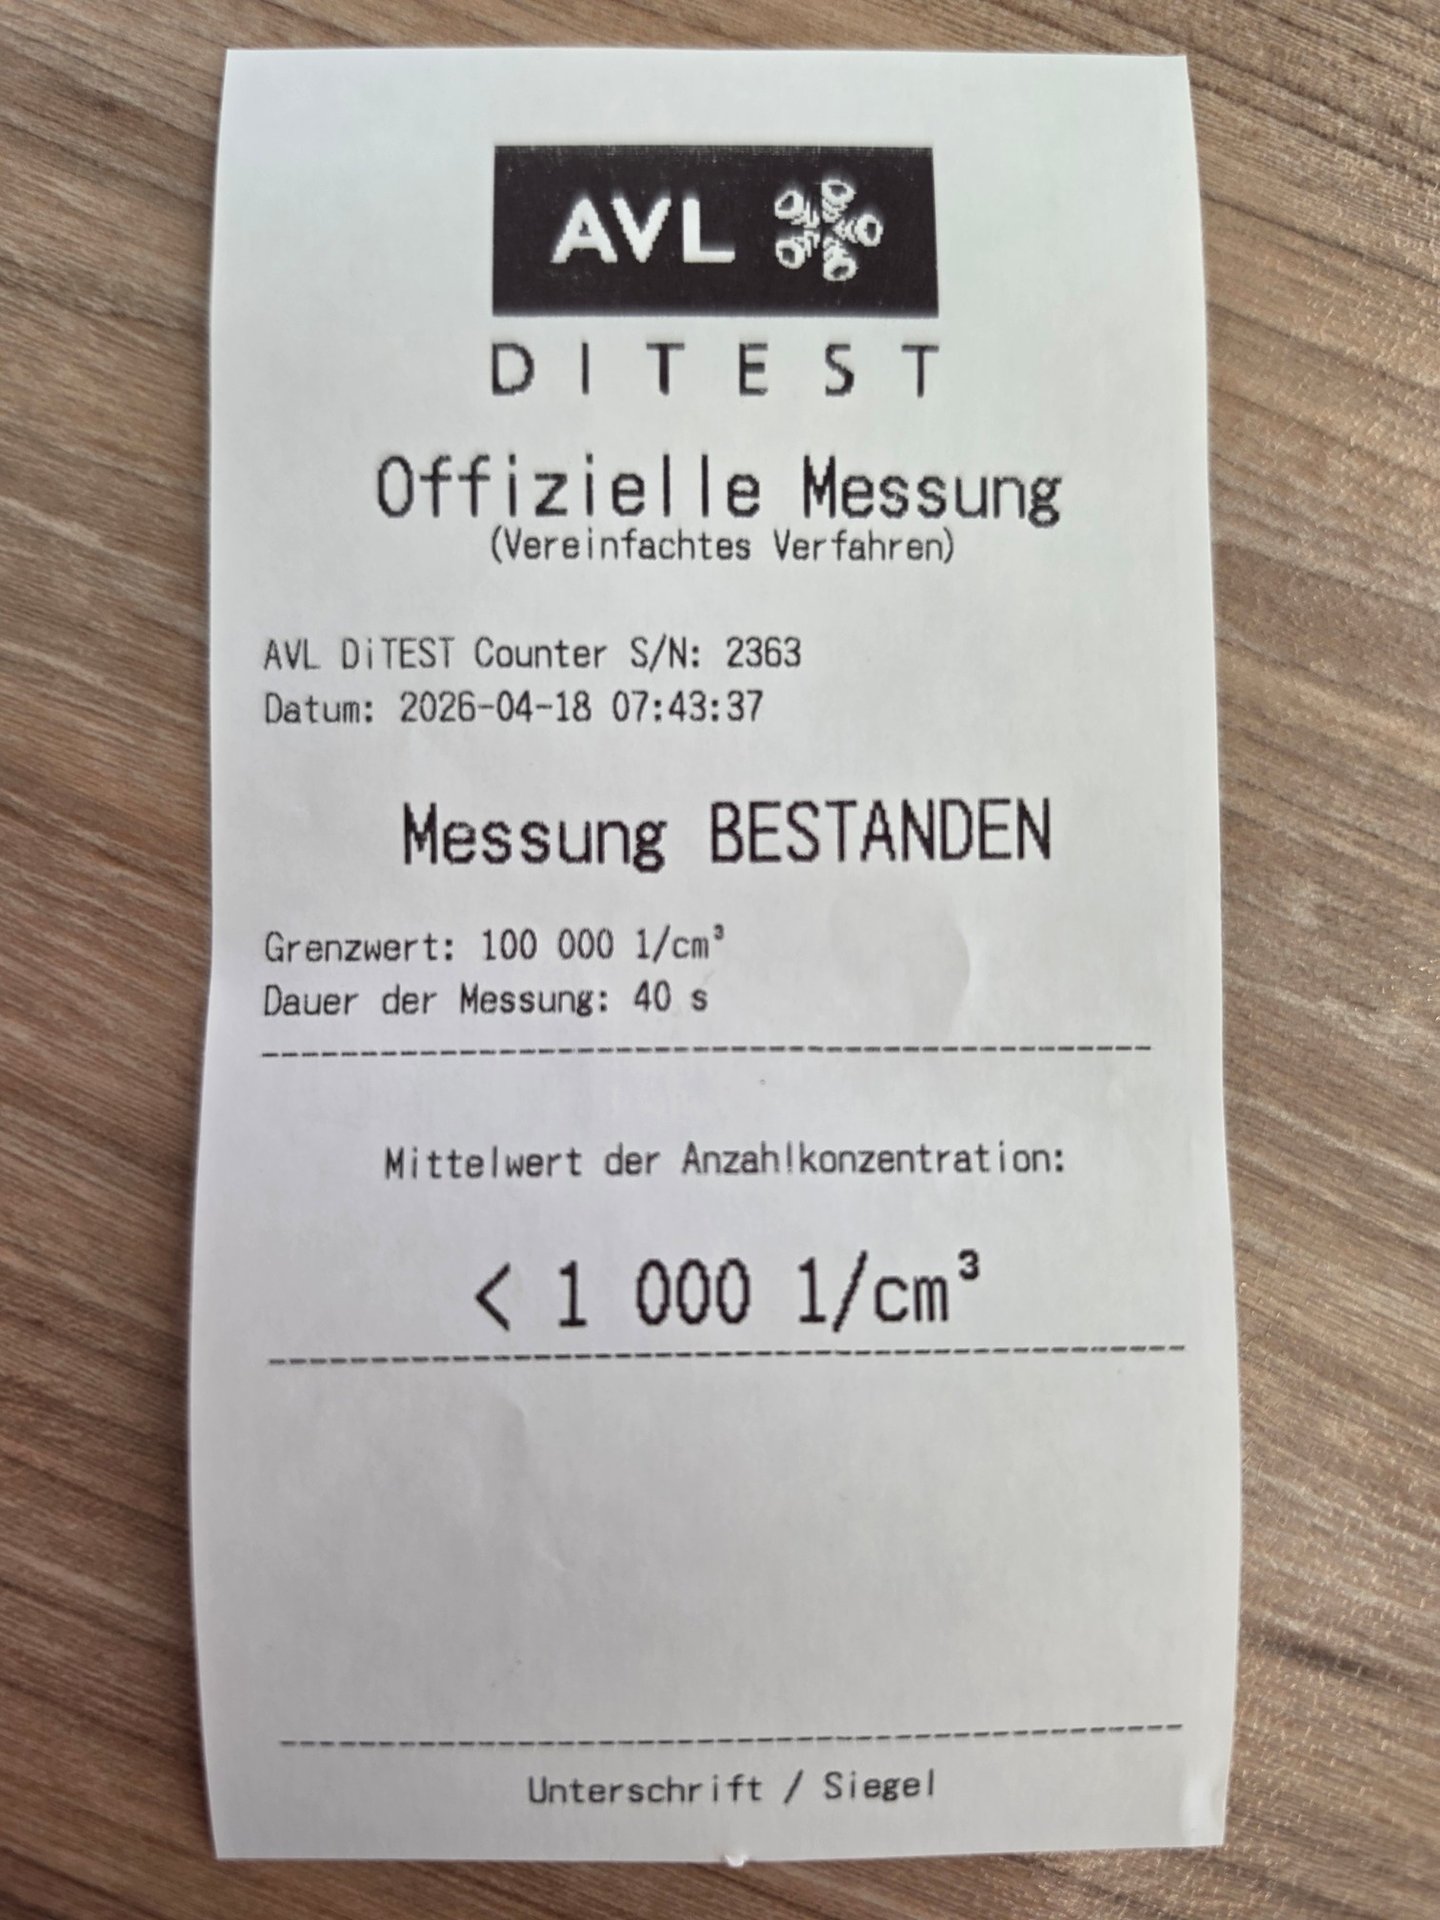 AVL
DITEST
Offizielle Messung
(Vereinfachtes Verfahren)
AVL DiTEST Counter S/N: 2363
Datum: 2026-04-18 07:43:37
Messung BESTANDEN
Grenzwert: 100 000 1/cm³
Dauer der Messung: 40 s
Mittelwert der Anzahlkonzentration:
< 1 000 1/cm³
Unterschrift / Siegel